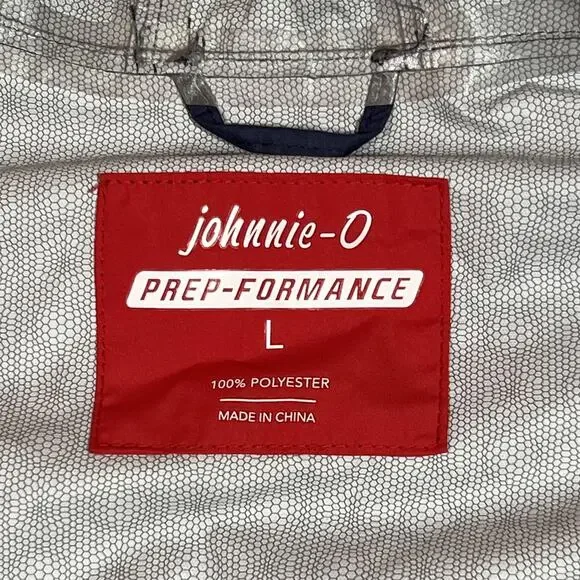 johnnie-O
PREP-FORMANCE
L
100% POLYESTER
MADE IN CHINA